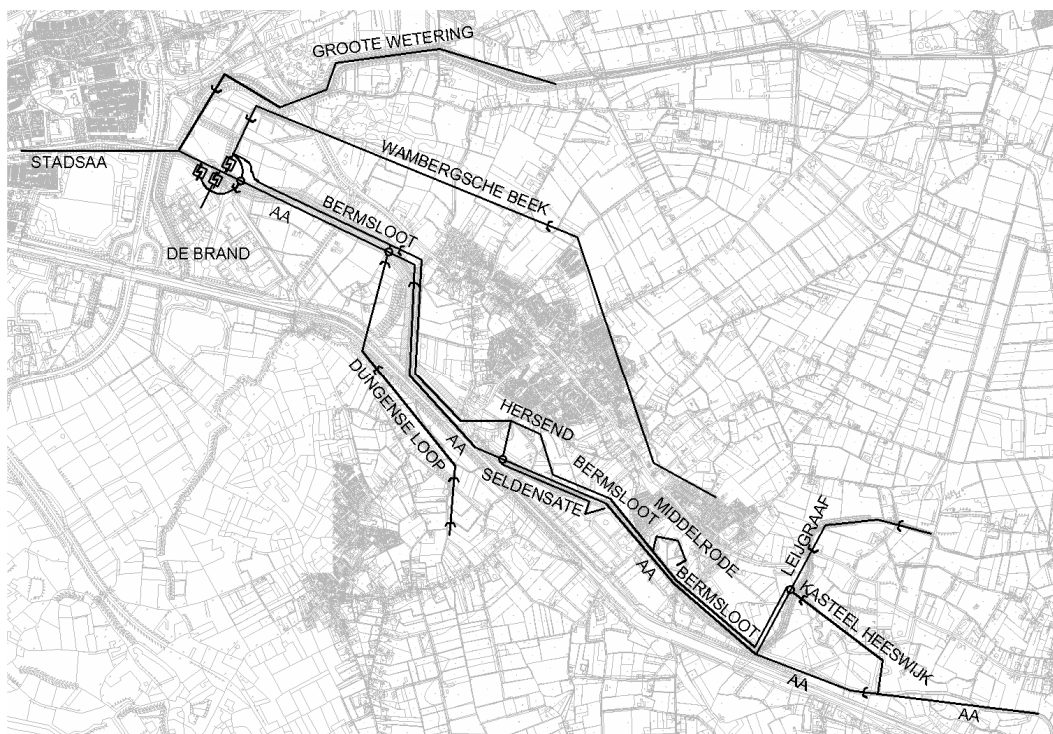 GROOTE WETERING
STADSAA
WAMBERGSCHE BEEK
BERMSLOOT
AA
DE BRAND
DUNGENSE LOOP
HERSEND
AA
BERMSLOOT
SELDENSATE
MIDDELRODE
LEIJGRAAF
AA
BERMSLOOT
KASTEEL HEESWIJK
AA
AA